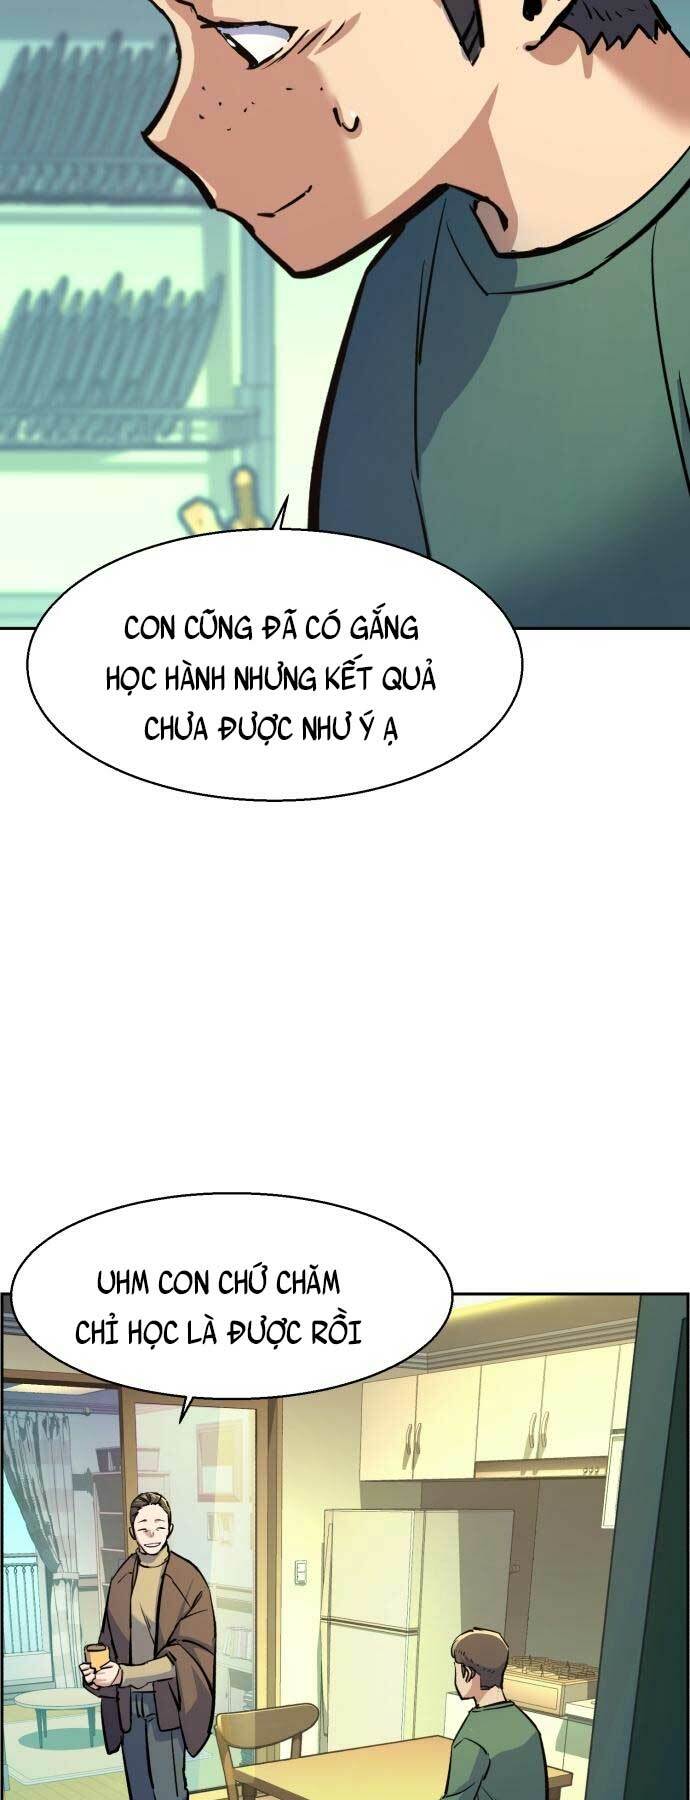 CON CŨNG ĐÃ CÓ GẮNG
HỌC HÀNH NHƯNG KẾT QUẢ
CHƯA ĐƯỢC NHƯ Ý Ạ
UHM CON CHỨ CHĂM
CHỈ HỌC LÀ ĐƯỢC RỒI